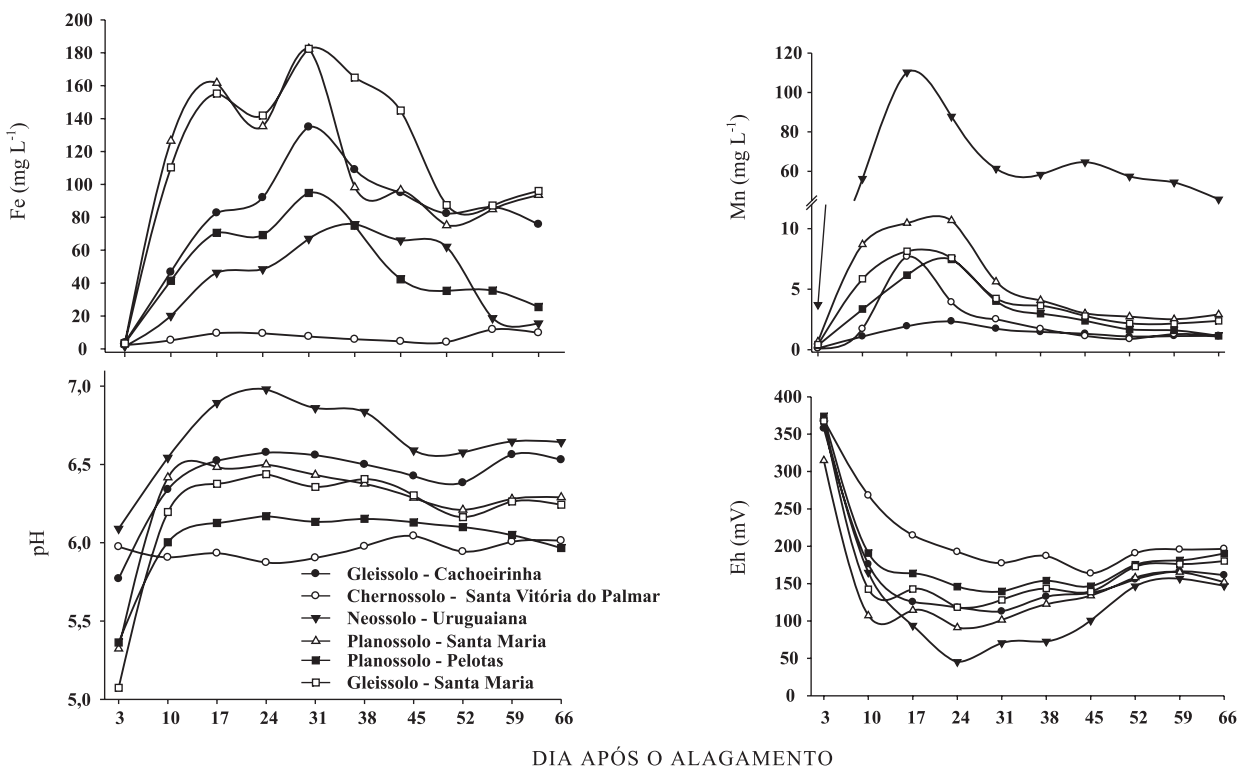 200
180
160
140
120
100
80
60
40
20
0
Fe (mg L-1)
120
100
80
60
10
5
0
Mn (mg L-1)
7,0
6,5
6,0
5,5
5,0
pH
Gleissolo - Cachoeirinha
Chernossolo - Santa Vitória do Palmar
Neossolo - Uruguaiana
Planossolo - Santa Maria
Planossolo - Pelotas
Gleissolo - Santa Maria
3 10 17 24 31 38 45 52 59 66
400
350
300
250
200
150
100
50
0
Eh (mV)
3 10 17 24 31 38 45 52 59 66
DIA APÓS O ALAGAMENTO